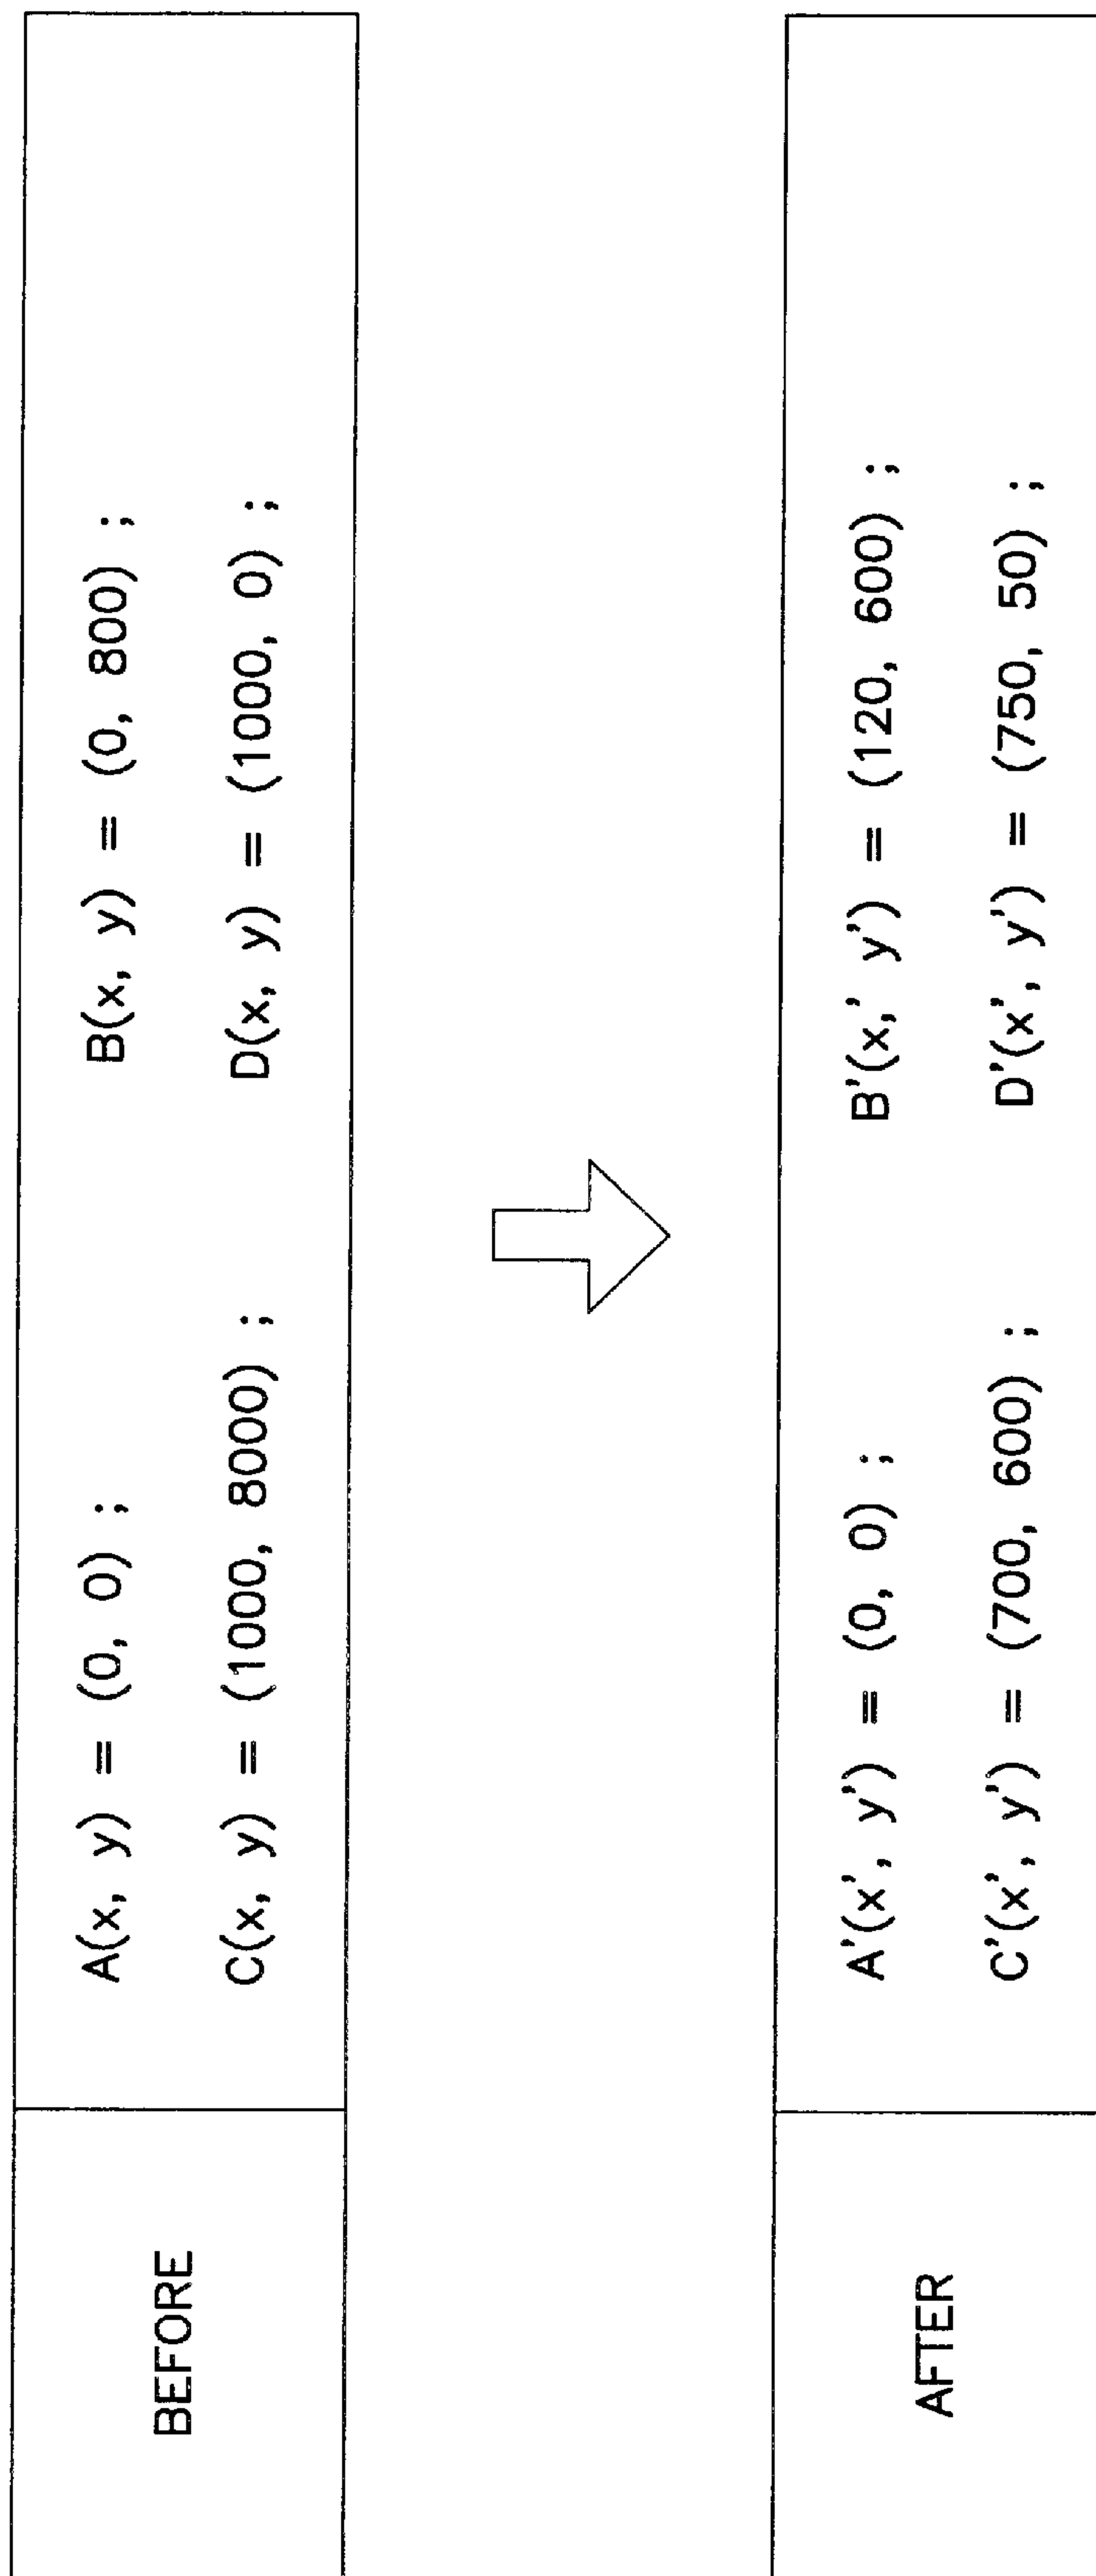 BEFORE
A(x, y) = (0, 0) ; B(x, y) = (0, 800) ;
C(x, y) = (1000, 8000) ; D(x, y) = (1000, 0) ;
AFTER
A'(x', y') = (0, 0) ; B'(x,' y') = (120, 600) ;
C'(x', y') = (700, 600) ; D'(x', y') = (750, 50) ;